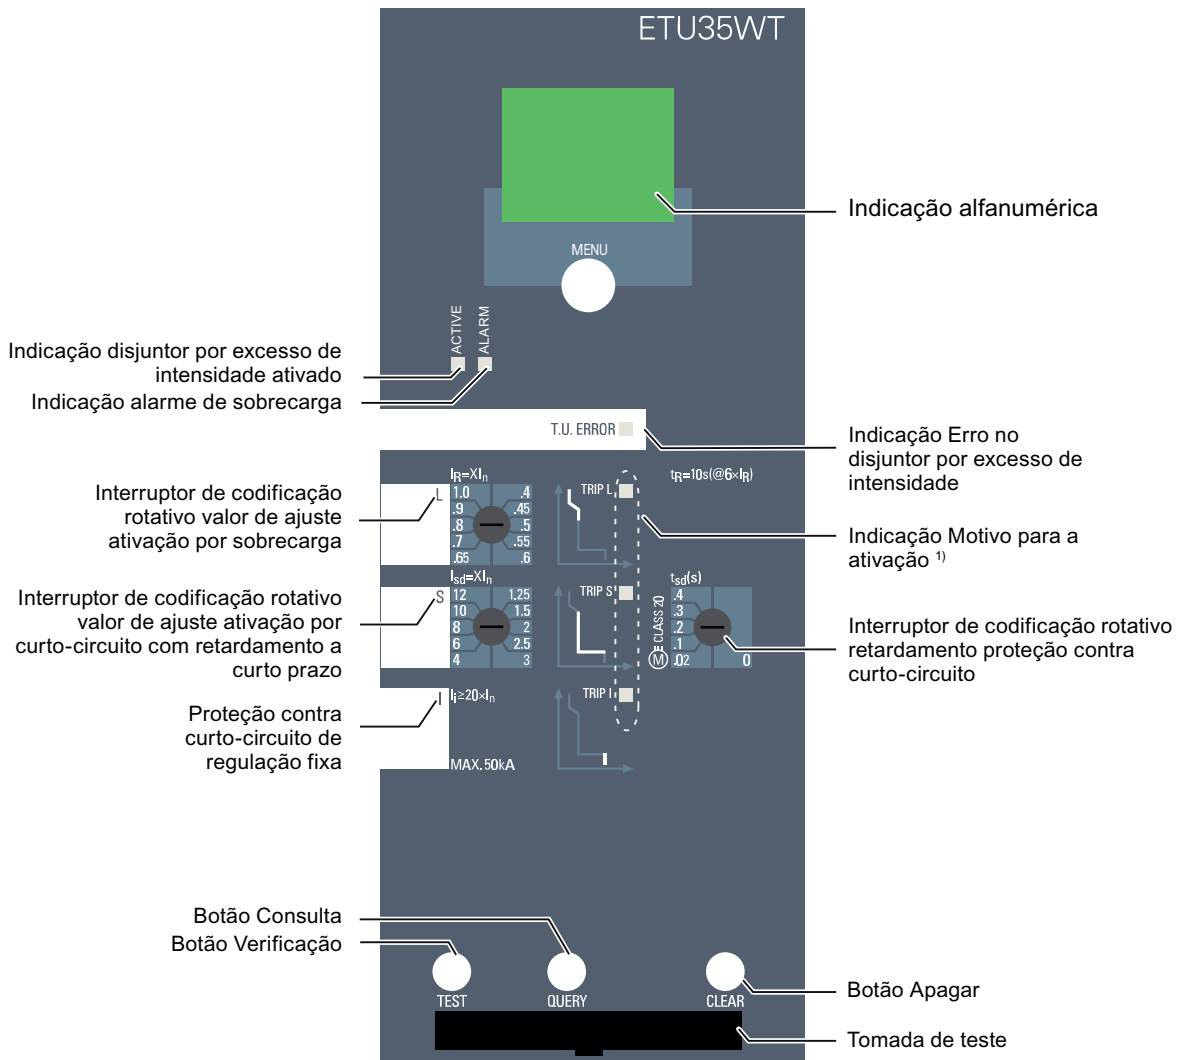 ETU35WT
Indicação alfanumérica
MENU
ACTIVE
ALARM
Indicação disjuntor por excesso de
intensidade ativado
Indicação alarme de sobrecarga
T.U. ERROR
Indicação Erro no
disjuntor por excesso de
intensidade
Interruptor de codificação
rotativo valor de ajuste
ativação por sobrecarga
L
IR=XIn
1.0 .4
.9 .45
.8 .5
.7 .55
.65 .6
TRIP L
tR=10s(@6×IR)
Indicação Motivo para a
ativação 1)
Interruptor de codificação rotativo
valor de ajuste ativação por
curto-circuito com retardamento a
curto prazo
S
Isd=XIn
12 1.25
10 1.5
8 2
6 2.5
4 3
TRIP S
tsd(s)
.4
.3
.2
.1
.02 0
M CLASS 20
Interruptor de codificação rotativo
retardamento proteção contra
curto-circuito
Proteção contra
curto-circuito de
regulação fixa
I
Ii≥20×In
TRIP I
MAX. 50kA
Botão Consulta
Botão Verificação
TEST
QUERY
CLEAR
Botão Apagar
Tomada de teste